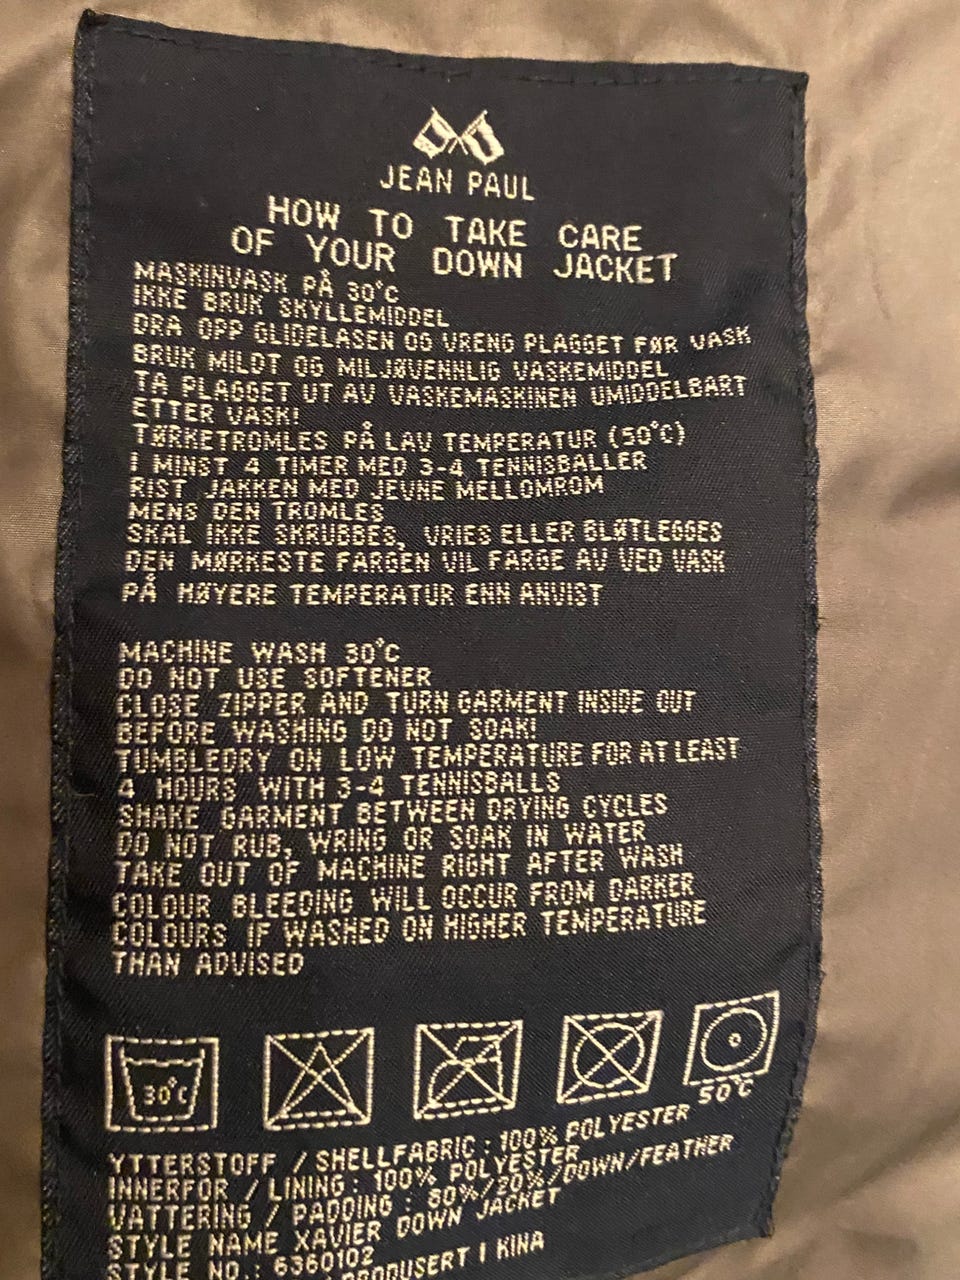 JEAN PAUL
HOW TO TAKE CARE
OF YOUR DOWN JACKET
MASKINVASK PÅ 30°C
IKKE BRUK SKYLLEMIDDEL
DRA OPP GLIDELASEN OG VRENG PLAGGET FØR VASK
BRUK MILDT OG MILJØVENNLIG VASKEMIDDEL
TA PLAGGET UT AV VASKEMASKINEN UMIDDELBART
ETTER VASK!
TØRKETROMLES PÅ LAV TEMPERATUR (50°C)
I MINST 4 TIMER MED 3-4 TENNISBALLER
RIST JAKKEN MED JEVNE MELLOMROM
MENS DEN TROMLES
SKAL IKKE SKRUBBES, VRIES ELLER BLØTLEGGES
DEN MØRKESTE FARGEN VIL FARGE AV VED VASK
PÅ HØYERE TEMPERATUR ENN ANVIST
MACHINE WASH 30°C
DO NOT USE SOFTENER
CLOSE ZIPPER AND TURN GARMENT INSIDE OUT
BEFORE WASHING DO NOT SOAK!
TUMBLEDRY ON LOW TEMPERATURE FOR AT LEAST
4 HOURS WITH 3-4 TENNISBALLS
SHAKE GARMENT BETWEEN DRYING CYCLES
DO NOT RUB, WRING OR SOAK IN WATER
TAKE OUT OF MACHINE RIGHT AFTER WASH
COLOUR BLEEDING WILL OCCUR FROM DARKER
COLOURS IF WASHED ON HIGHER TEMPERATURE
THAN ADVISED
30°C
50°C
YTTERSTOFF / SHELLFABRIC : 100% POLYESTER
INNERFOR / LINING : 100% POLYESTER
VATTERING / PADDING : 80%/20%/DOWN/FEATHER
STYLE NAME XAVIER DOWN JACKET
STYLE NO.: 6360102
PRODUSERT I KINA